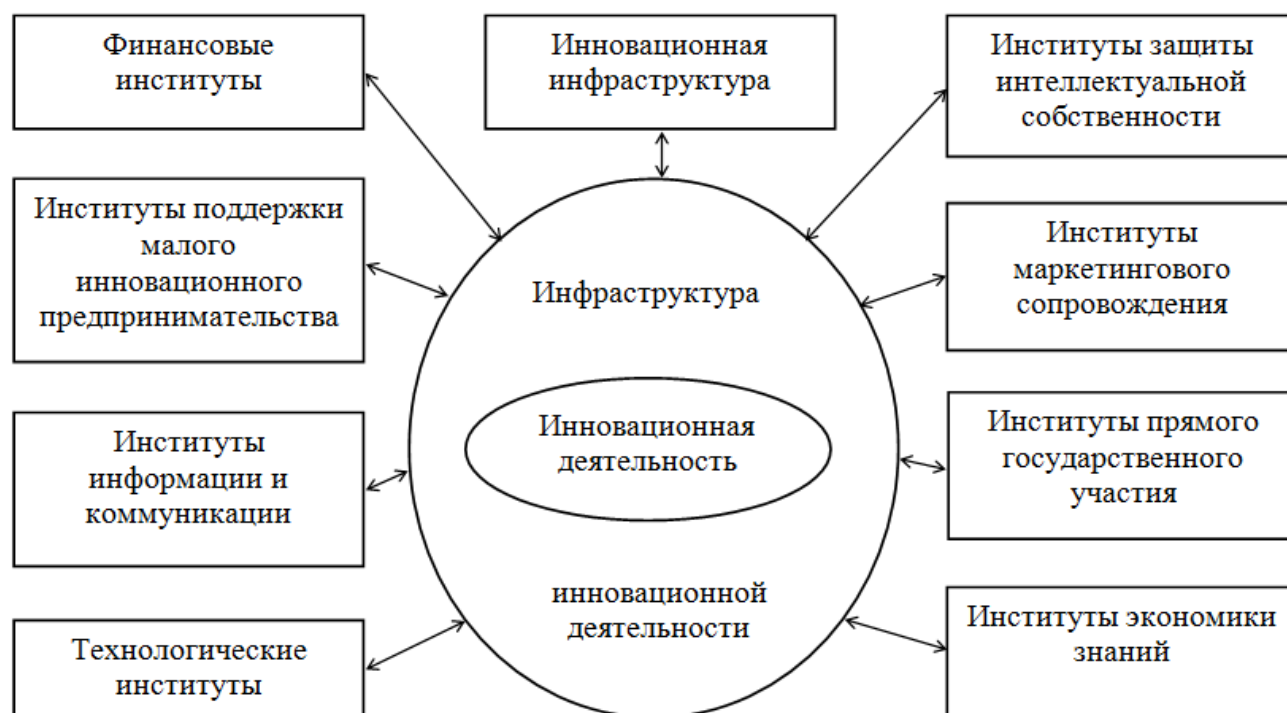 Финансовые
институты
Инновационная
инфраструктура
Институты защиты
интеллектуальной
собственности
Институты поддержки
малого
инновационного
предпринимательства
Институты
маркетингового
сопровождения
Инфраструктура
Инновационная
деятельность
Институты
информации и
коммуникации
Институты прямого
государственного
участия
инновационной
деятельности
Технологические
институты
Институты экономики
знаний